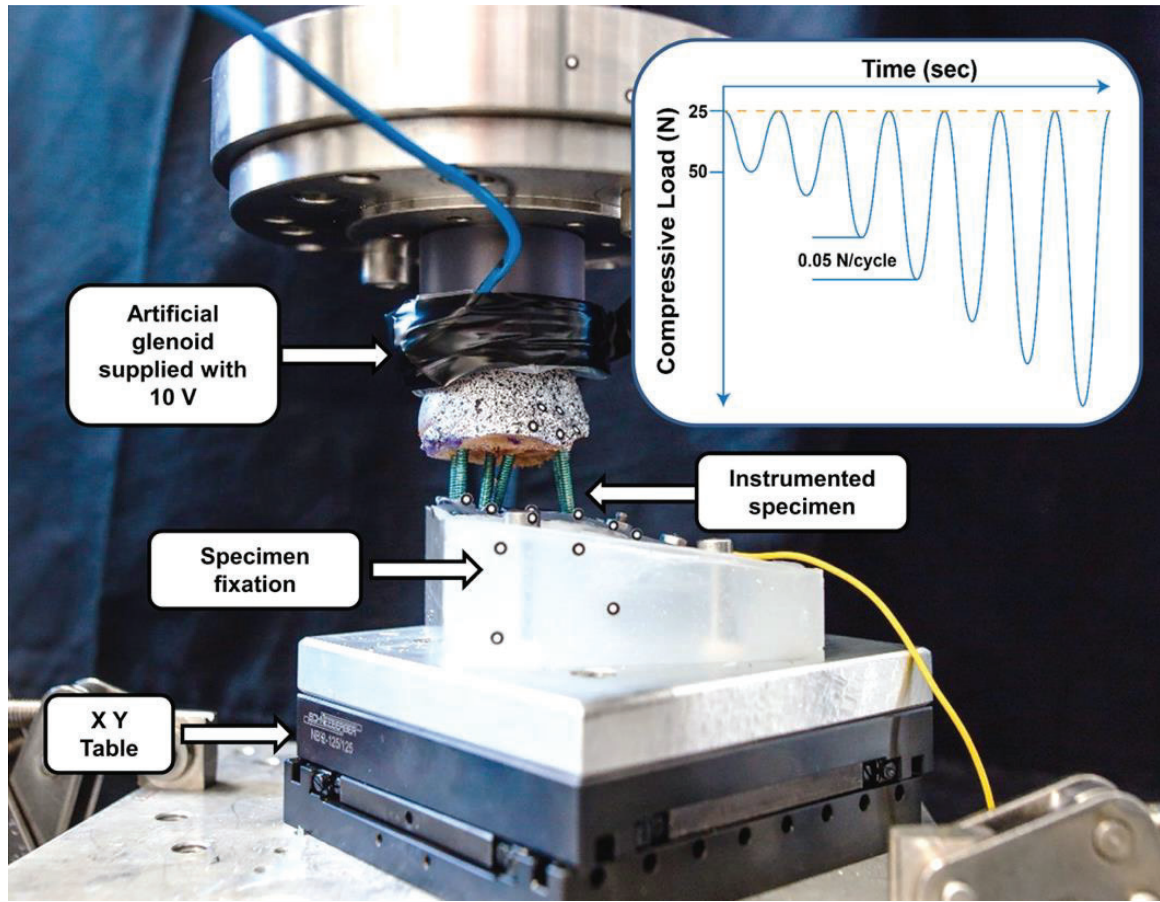 Time (sec)
Compressive Load (N)
25
50
0.05 N/cycle
Artificial
glenoid
supplied with
10 V
Instrumented
specimen
Specimen
fixation
X Y
Table
SCHNEEBERGER
NB19-125/125